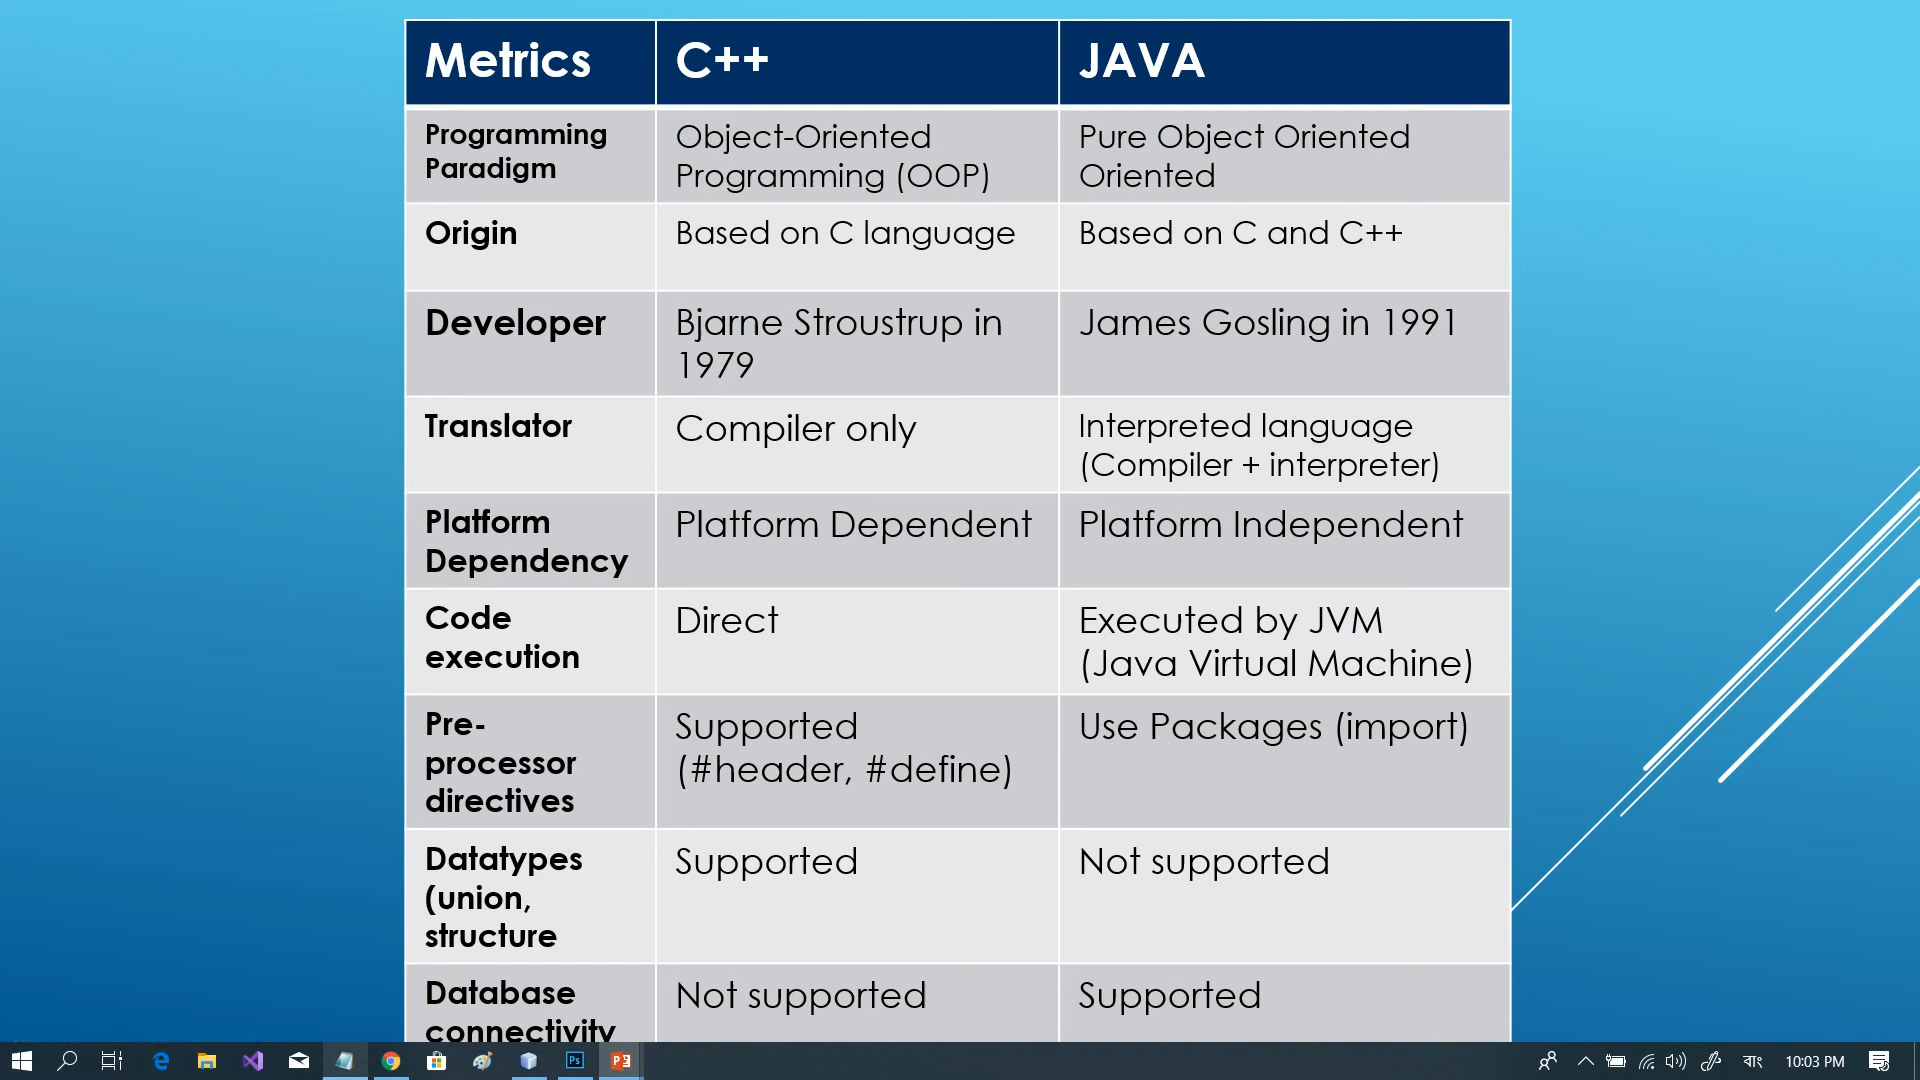 Metrics
C++
JAVA
Programming
Paradigm
Object-Oriented
Programming (OOP)
Pure Object Oriented
Oriented
Origin
Based on C language
Based on C and C++
Developer
Bjarne Stroustrup in
1979
James Gosling in 1991
Translator
Compiler only
Interpreted language
(Compiler + interpreter)
Platform
Dependency
Platform Dependent
Platform Independent
Code
execution
Direct
Executed by JVM
(Java Virtual Machine)
Pre-
processor
directives
Supported
(#header, #define)
Use Packages (import)
Datatypes
(union,
structure
Supported
Not supported
Database
connectivity
Not supported
Supported
Ps
বাং
10:03 PM